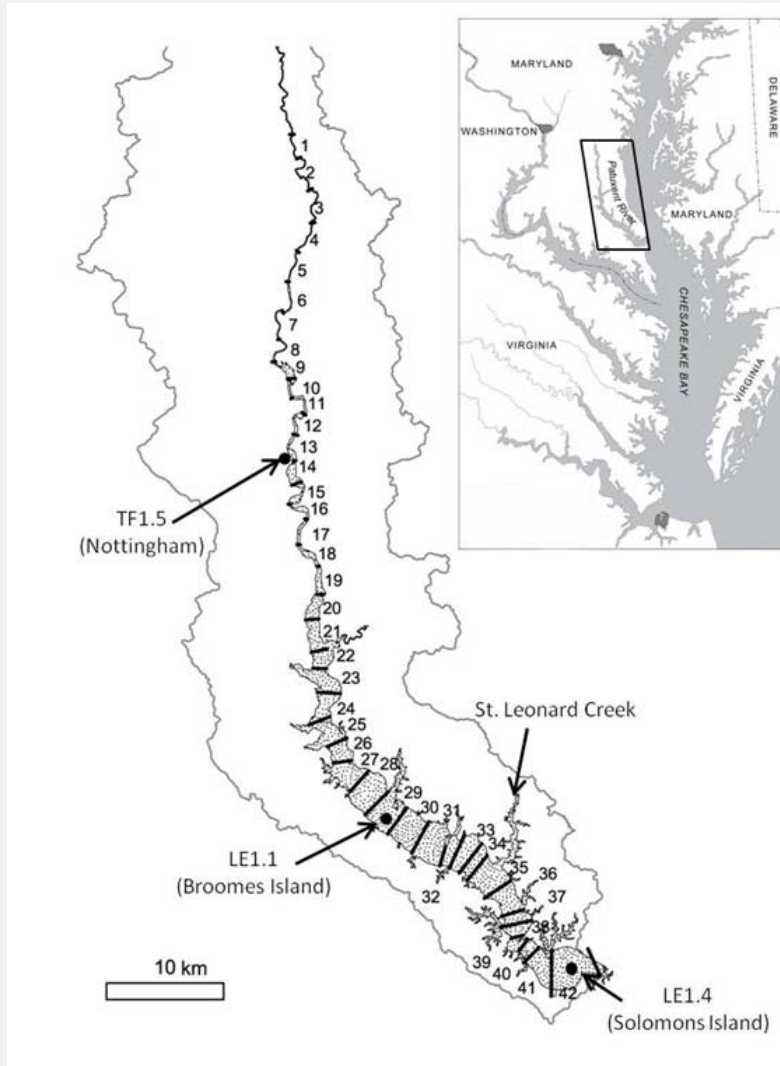 MARYLAND
WASHINGTON
DELAWARE
Patuxent River
MARYLAND
CHESAPEAKE BAY
VIRGINIA
VIRGINIA
1
2
3
4
5
6
7
8
9
10
11
12
13
14
15
16
17
18
19
20
21
22
23
24
25
26
27
28
29
30
31
32
33
34
35
36
37
38
39
40
41
42
TF1.5
(Nottingham)
St. Leonard Creek
LE1.1
(Broomes Island)
10 km
LE1.4
(Solomons Island)